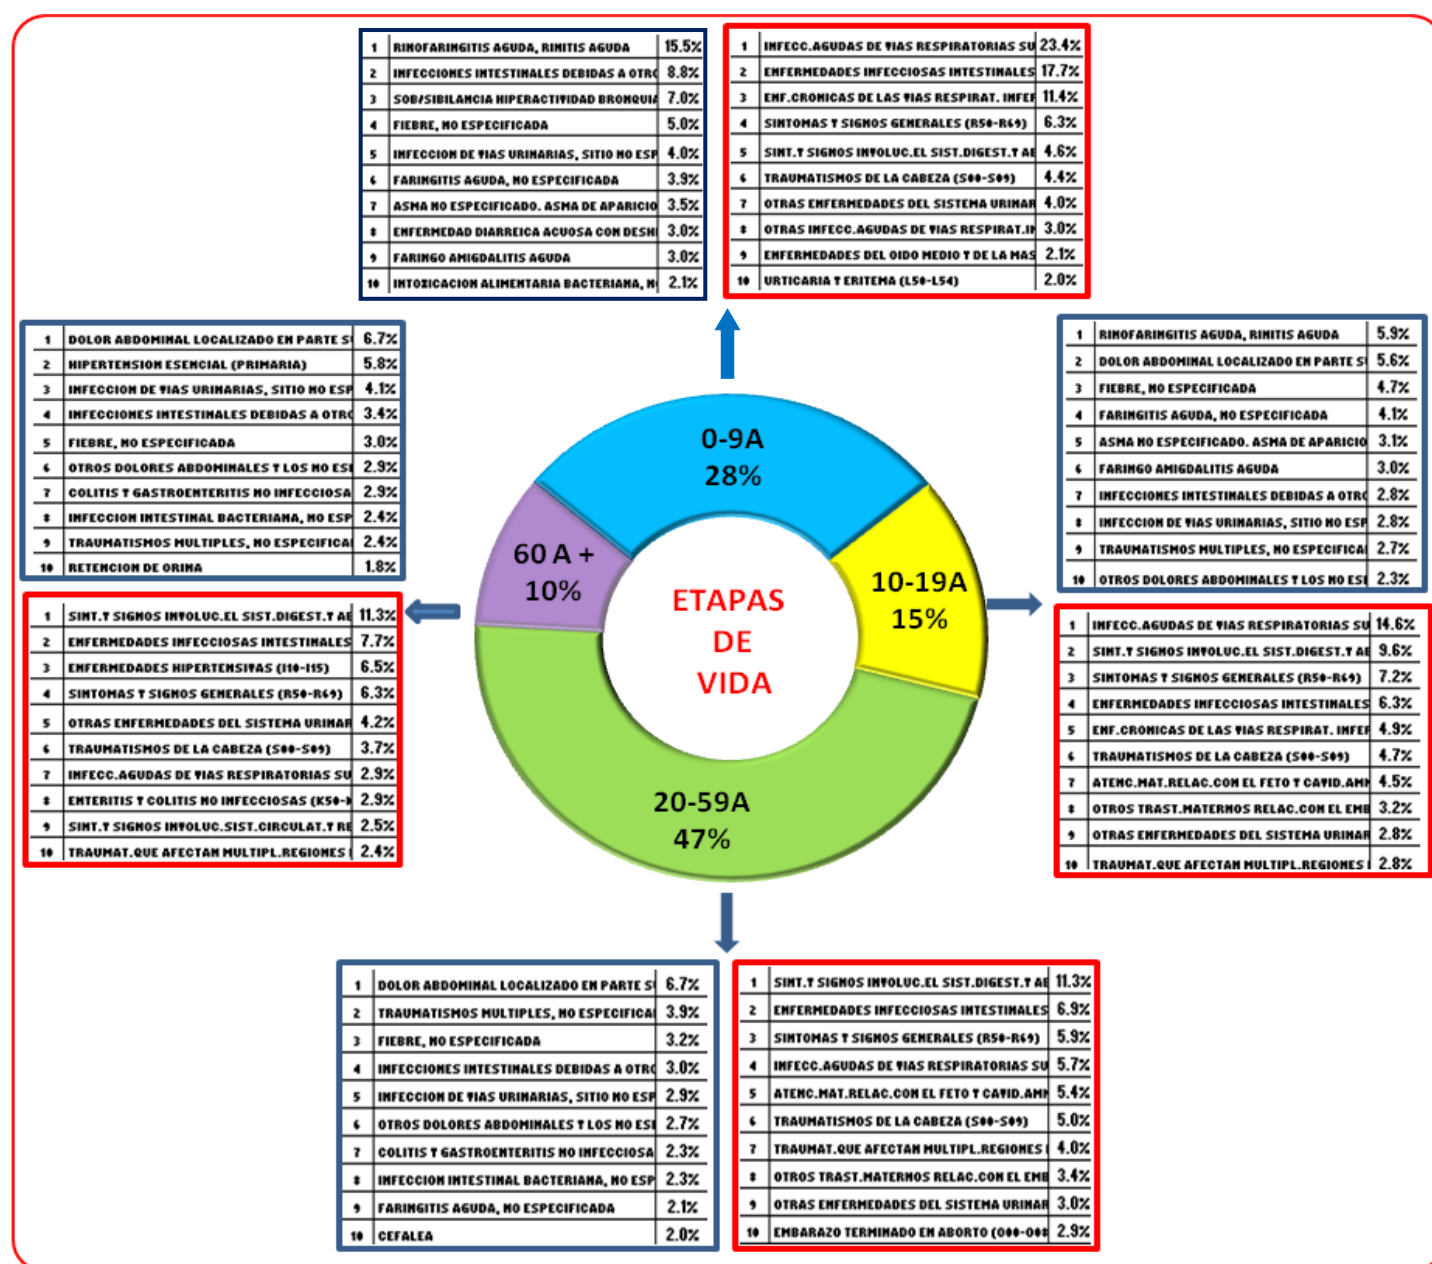 1 RINOFARINGITIS AGUDA, RINITIS AGUDA 15.5%
2 INFECCIONES INTESTINALES DEBIDAS A OTRO 8.8%
3 SOB/SIBILANCIA HIPERACTIVIDAD BRONQUIA 7.0%
4 FIEBRE, NO ESPECIFICADA 5.0%
5 INFECCION DE VIAS URINARIAS, SITIO NO ESP 4.0%
6 FARINGITIS AGUDA, NO ESPECIFICADA 3.9%
7 ASMA NO ESPECIFICADO. ASMA DE APARICIO 3.5%
8 ENFERMEDAD DIARREICA ACUOSA CON DESH 3.0%
9 FARINGO AMIGDALITIS AGUDA 3.0%
10 INTOXICACION ALIMENTARIA BACTERIANA, N 2.1%
1 INFECC.AGUDAS DE VIAS RESPIRATORIAS SU 23.4%
2 ENFERMEDADES INFECCIOSAS INTESTINALES 17.7%
3 ENF.CRONICAS DE LAS VIAS RESPIRAT. INFER 11.4%
4 SINTOMAS Y SIGNOS GENERALES (R50-R69) 6.3%
5 SINT.Y SIGNOS INVOLUC.EL SIST.DIGEST.Y AB 4.6%
6 TRAUMATISMOS DE LA CABEZA (S00-S09) 4.4%
7 OTRAS ENFERMEDADES DEL SISTEMA URINAR 4.0%
8 OTRAS INFECC.AGUDAS DE VIAS RESPIRAT.IN 3.0%
9 ENFERMEDADES DEL OIDO MEDIO Y DE LA MAS 2.1%
10 URTICARIA Y ERITEMA (L50-L54) 2.0%
1 DOLOR ABDOMINAL LOCALIZADO EN PARTE SU 6.7%
2 HIPERTENSION ESENCIAL (PRIMARIA) 5.8%
3 INFECCION DE VIAS URINARIAS, SITIO NO ESP 4.1%
4 INFECCIONES INTESTINALES DEBIDAS A OTRO 3.4%
5 FIEBRE, NO ESPECIFICADA 3.0%
6 OTROS DOLORES ABDOMINALES Y LOS NO ESP 2.9%
7 COLITIS Y GASTROENTERITIS NO INFECCIOSA 2.9%
8 INFECCION INTESTINAL BACTERIANA, NO ESP 2.4%
9 TRAUMATISMOS MULTIPLES, NO ESPECIFICA 2.4%
10 RETENCION DE ORINA 1.8%
1 SINT.Y SIGNOS INVOLUC.EL SIST.DIGEST.Y AB 11.3%
2 ENFERMEDADES INFECCIOSAS INTESTINALES 7.7%
3 ENFERMEDADES HIPERTENSIVAS (I10-I15) 6.5%
4 SINTOMAS Y SIGNOS GENERALES (R50-R69) 6.3%
5 OTRAS ENFERMEDADES DEL SISTEMA URINAR 4.2%
6 TRAUMATISMOS DE LA CABEZA (S00-S09) 3.7%
7 INFECC.AGUDAS DE VIAS RESPIRATORIAS SU 2.9%
8 ENTERITIS Y COLITIS NO INFECCIOSAS (K50-K 2.9%
9 SINT.Y SIGNOS INVOLUC.SIST.CIRCULAT.Y RE 2.5%
10 TRAUMAT.QUE AFECTAN MULTIPL.REGIONES 2.4%
0-9A
28%
10-19A
15%
20-59A
47%
60 A +
10%
ETAPAS
DE
VIDA
1 RINOFARINGITIS AGUDA, RINITIS AGUDA 5.9%
2 DOLOR ABDOMINAL LOCALIZADO EN PARTE SU 5.6%
3 FIEBRE, NO ESPECIFICADA 4.7%
4 FARINGITIS AGUDA, NO ESPECIFICADA 4.1%
5 ASMA NO ESPECIFICADO. ASMA DE APARICIO 3.1%
6 FARINGO AMIGDALITIS AGUDA 3.0%
7 INFECCIONES INTESTINALES DEBIDAS A OTRO 2.8%
8 INFECCION DE VIAS URINARIAS, SITIO NO ESP 2.8%
9 TRAUMATISMOS MULTIPLES, NO ESPECIFICA 2.7%
10 OTROS DOLORES ABDOMINALES Y LOS NO ESP 2.3%
1 INFECC.AGUDAS DE VIAS RESPIRATORIAS SU 14.6%
2 SINT.Y SIGNOS INVOLUC.EL SIST.DIGEST.Y AB 9.6%
3 SINTOMAS Y SIGNOS GENERALES (R50-R69) 7.2%
4 ENFERMEDADES INFECCIOSAS INTESTINALES 6.3%
5 ENF.CRONICAS DE LAS VIAS RESPIRAT. INFER 4.9%
6 TRAUMATISMOS DE LA CABEZA (S00-S09) 4.7%
7 ATENC.MAT.RELAC.CON EL FETO Y CAVID.AMN 4.5%
8 OTROS TRAST.MATERNOS RELAC.CON EL EMB 3.2%
9 OTRAS ENFERMEDADES DEL SISTEMA URINAR 2.8%
10 TRAUMAT.QUE AFECTAN MULTIPL.REGIONES 2.8%
1 DOLOR ABDOMINAL LOCALIZADO EN PARTE SU 6.7%
2 TRAUMATISMOS MULTIPLES, NO ESPECIFICA 3.9%
3 FIEBRE, NO ESPECIFICADA 3.2%
4 INFECCIONES INTESTINALES DEBIDAS A OTRO 3.0%
5 INFECCION DE VIAS URINARIAS, SITIO NO ESP 2.9%
6 OTROS DOLORES ABDOMINALES Y LOS NO ESP 2.7%
7 COLITIS Y GASTROENTERITIS NO INFECCIOSA 2.3%
8 INFECCION INTESTINAL BACTERIANA, NO ESP 2.3%
9 FARINGITIS AGUDA, NO ESPECIFICADA 2.1%
10 CEFALEA 2.0%
1 SINT.Y SIGNOS INVOLUC.EL SIST.DIGEST.Y AB 11.3%
2 ENFERMEDADES INFECCIOSAS INTESTINALES 6.9%
3 SINTOMAS Y SIGNOS GENERALES (R50-R69) 5.9%
4 INFECC.AGUDAS DE VIAS RESPIRATORIAS SU 5.7%
5 ATENC.MAT.RELAC.CON EL FETO Y CAVID.AMN 5.4%
6 TRAUMATISMOS DE LA CABEZA (S00-S09) 5.0%
7 TRAUMAT.QUE AFECTAN MULTIPL.REGIONES 4.0%
8 OTROS TRAST.MATERNOS RELAC.CON EL EMB 3.4%
9 OTRAS ENFERMEDADES DEL SISTEMA URINAR 3.0%
10 EMBARAZO TERMINADO EN ABORTO (O00-O08 2.9%